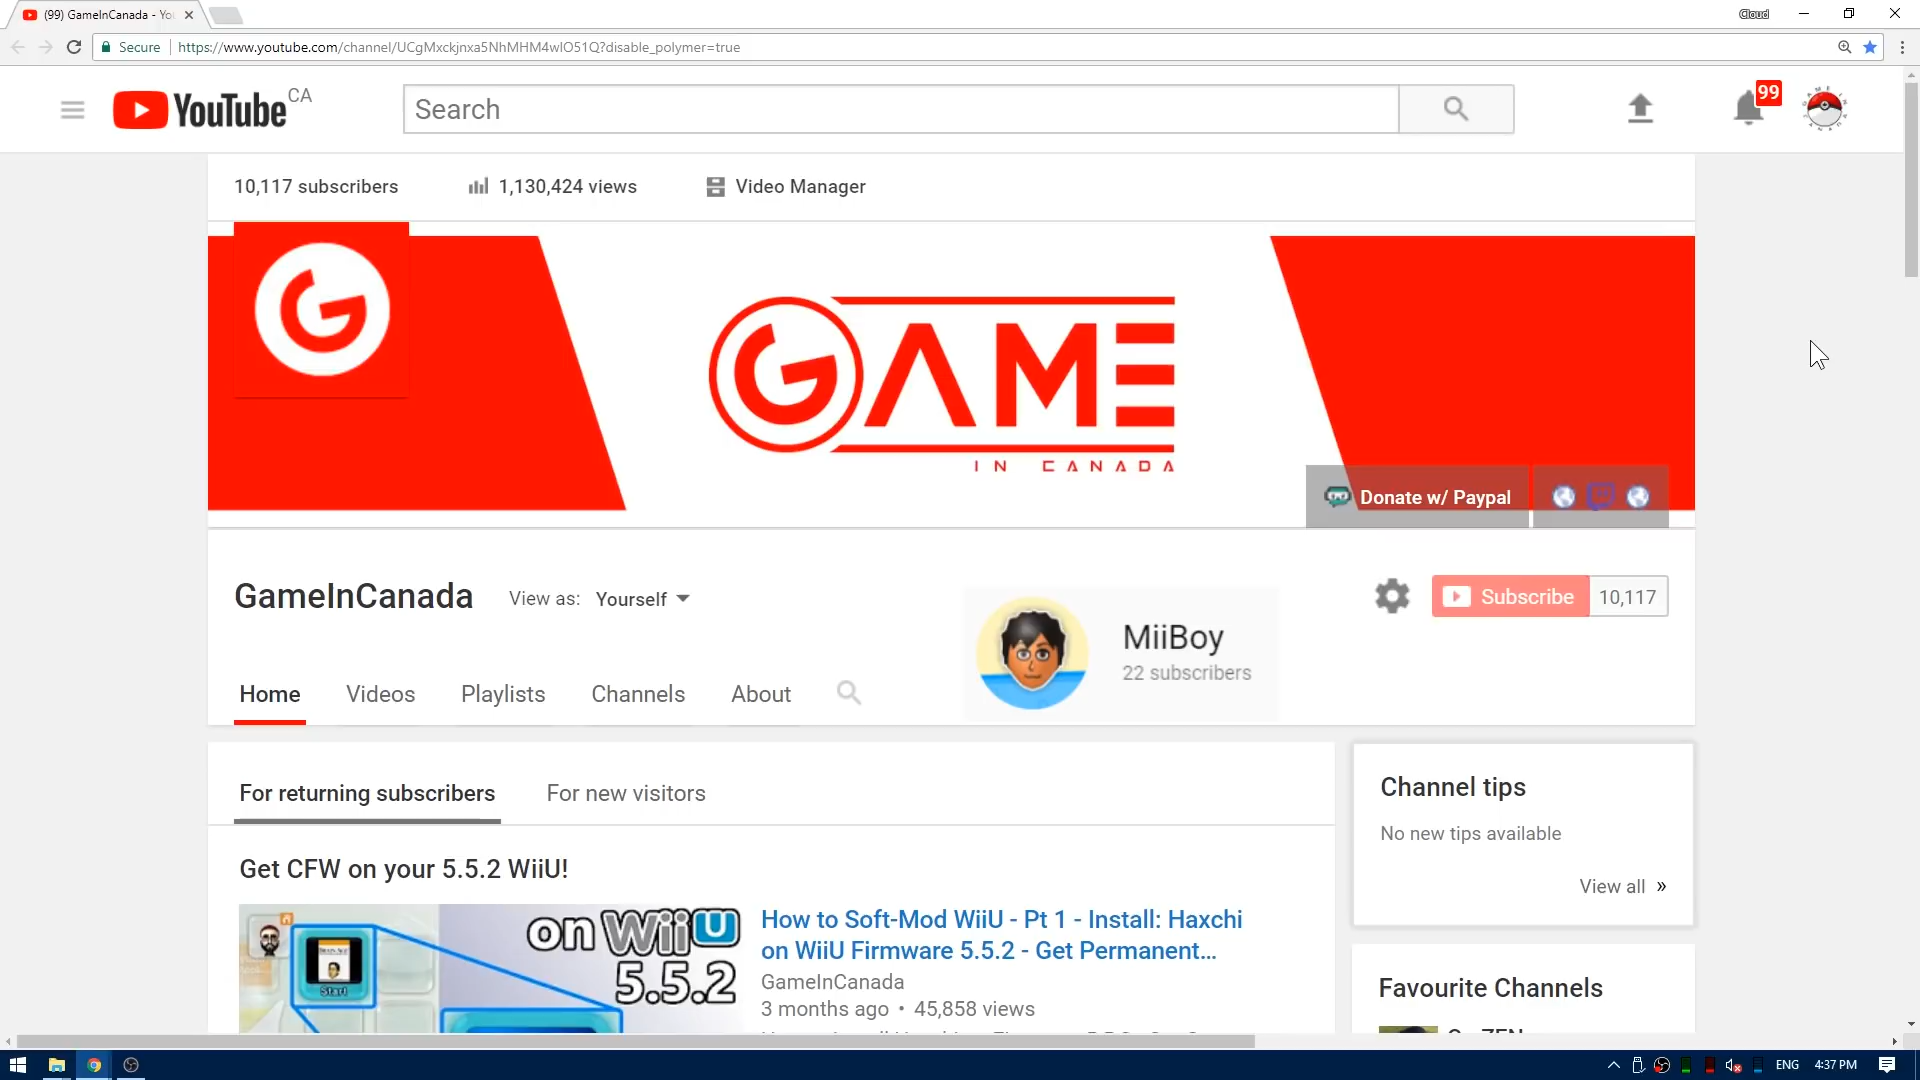 (99) GameInCanada - Yo
Cloud
Secure
https://www.youtube.com/channel/UCgMxckjnxa5NhMHM4wlO51Q?disable_polymer=true
YouTube CA
Search
99
10,117 subscribers
1,130,424 views
Video Manager
G
GAME
IN CANADA
Donate w/ Paypal
GameInCanada
View as: Yourself
MiiBoy
22 subscribers
Subscribe 10,117
Home
Videos
Playlists
Channels
About
For returning subscribers
For new visitors
Channel tips
No new tips available
View all »
Get CFW on your 5.5.2 WiiU!
on WiiU
5.5.2
Start
How to Soft-Mod WiiU - Pt 1 - Install: Haxchi
on WiiU Firmware 5.5.2 - Get Permanent...
GameInCanada
3 months ago • 45,858 views
Favourite Channels
ENG
4:37 PM